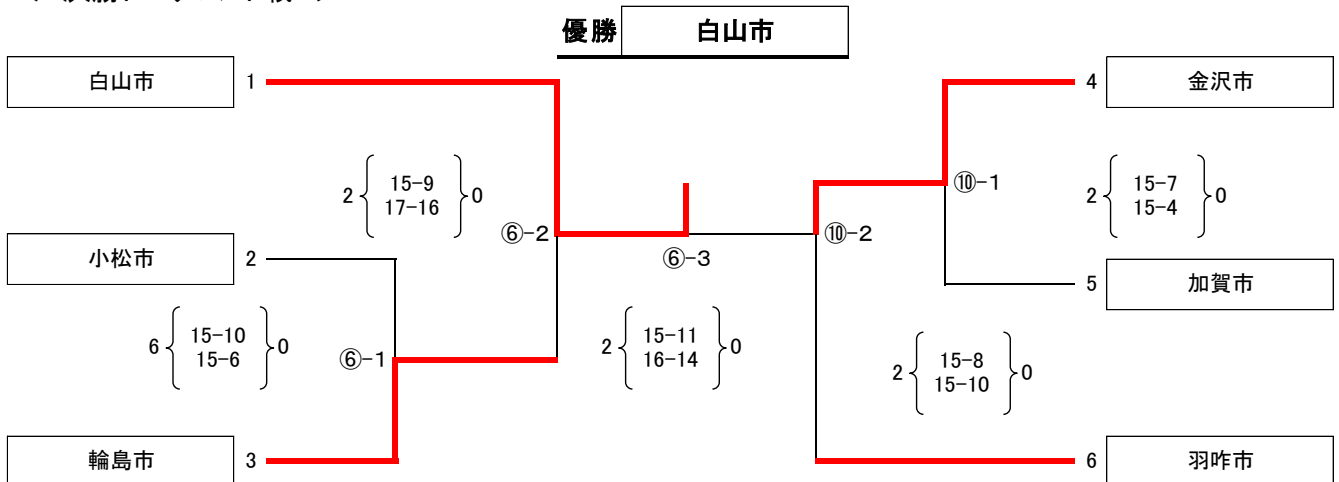 優勝 白山市
白山市 1
4 金沢市
2 15-9 17-16 0
⑩-1
2 15-7 15-4 0
⑥-2
⑩-2
小松市 2
⑥-3
5 加賀市
6 15-10 15-6 0
⑥-1
2 15-11 16-14 0
2 15-8 15-10 0
輪島市 3
6 羽咋市